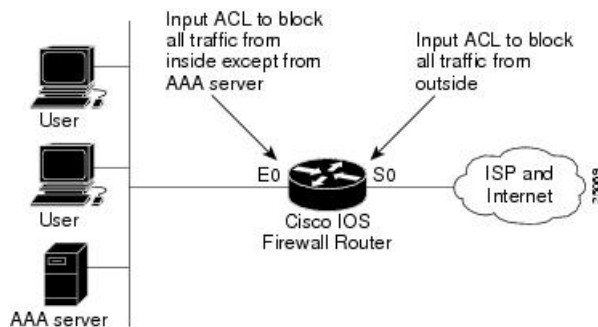 Input ACL to block
all traffic from
inside except from
AAA server
Input ACL to block
all traffic from
outside
User
E0
S0
ISP and
Internet
User
Cisco IOS
Firewall Router
AAA server